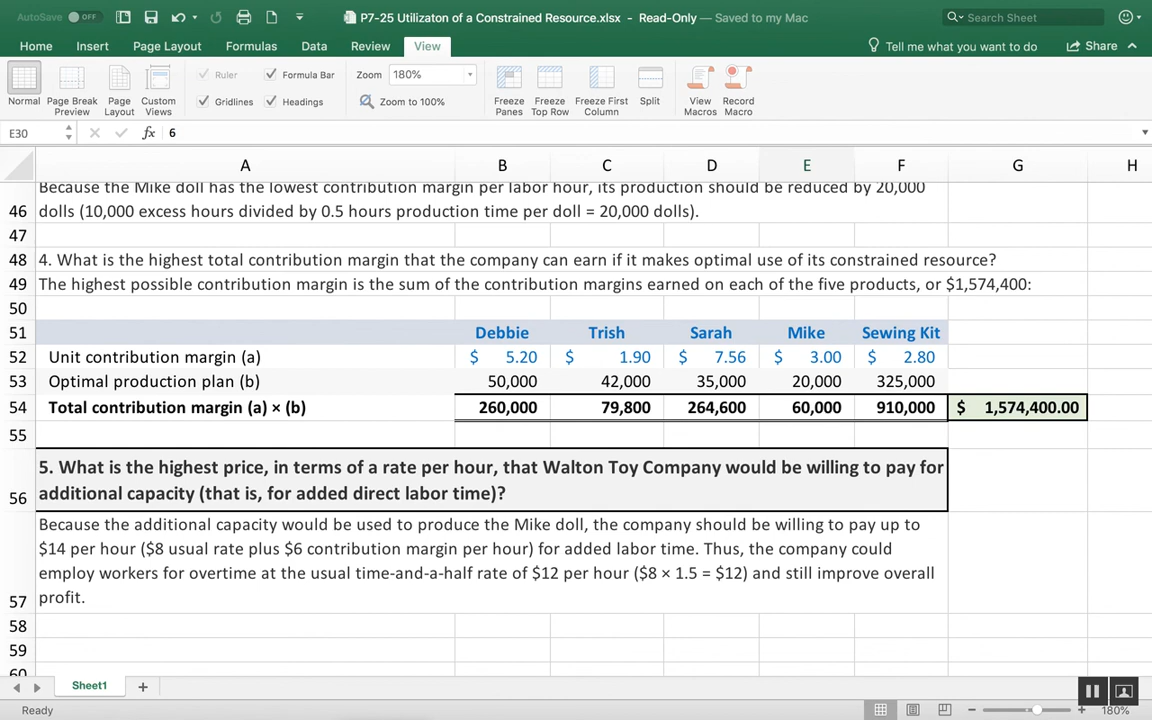 AutoSave OFF P7-25 Utilizaton of a Constrained Resource.xlsx - Read-Only — Saved to my Mac Search Sheet
Home Insert Page Layout Formulas Data Review View Tell me what you want to do Share
Ruler Formula Bar Zoom 180%
Gridlines Headings Zoom to 100%
Normal Page Break Preview Page Layout Custom Views Freeze Panes Freeze Top Row Freeze First Column Split View Macros Record Macro
E30 fx 6
A B C D E F G H
Because the Mike doll has the lowest contribution margin per labor hour, its production should be reduced by 20,000
46 dolls (10,000 excess hours divided by 0.5 hours production time per doll = 20,000 dolls).
47
48 4. What is the highest total contribution margin that the company can earn if it makes optimal use of its constrained resource?
49 The highest possible contribution margin is the sum of the contribution margins earned on each of the five products, or $1,574,400:
50
51 Debbie Trish Sarah Mike Sewing Kit
52 Unit contribution margin (a) $ 5.20 $ 1.90 $ 7.56 $ 3.00 $ 2.80
53 Optimal production plan (b) 50,000 42,000 35,000 20,000 325,000
54 Total contribution margin (a) × (b) 260,000 79,800 264,600 60,000 910,000 $ 1,574,400.00
55
5. What is the highest price, in terms of a rate per hour, that Walton Toy Company would be willing to pay for
56 additional capacity (that is, for added direct labor time)?
Because the additional capacity would be used to produce the Mike doll, the company should be willing to pay up to
$14 per hour ($8 usual rate plus $6 contribution margin per hour) for added labor time. Thus, the company could
employ workers for overtime at the usual time-and-a-half rate of $12 per hour ($8 × 1.5 = $12) and still improve overall
57 profit.
58
59
60
Sheet1 +
Ready − + 180%